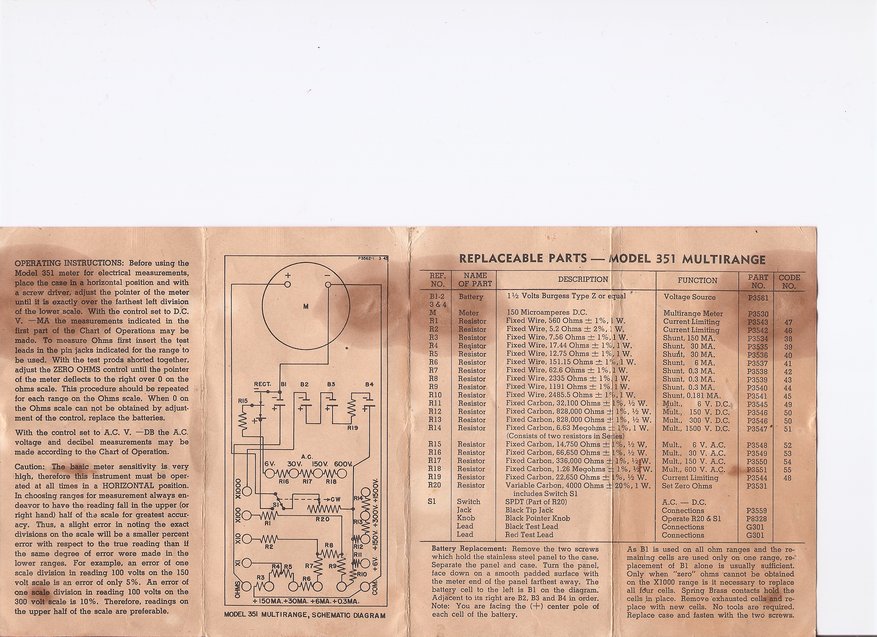 OPERATING INSTRUCTIONS: Before using the
Model 351 meter for electrical measurements,
place the case in a horizontal position and with
a screw driver, adjust the pointer of the meter
until it is exactly over the farthest left division
of the lower scale. With the control set to D.C.
V. —MA the measurements indicated in the
first part of the Chart of Operations may be
made. To measure Ohms first insert the test
leads in the pin jacks indicated for the range to
be used. With the test prods shorted together,
adjust the ZERO OHMS control until the pointer
of the meter deflects to the right over 0 on the
ohms scale. This procedure should be repeated
for each range on the Ohms scale. When 0 on
the Ohms scale can not be obtained by adjust-
ment of the control, replace the batteries.
With the control set to A.C. V. —DB the A.C.
voltage and decibel measurements may be
made according to the Chart of Operation.
Caution: The basic meter sensitivity is very
high, therefore this instrument must be oper-
ated at all times in a HORIZONTAL position.
In choosing ranges for measurement always en-
deavor to have the reading fall in the upper (or
right hand) half of the scale for greatest accur-
acy. Thus, a slight error in noting the exact
divisions on the scale will be a smaller percent
error with respect to the true reading than if
the same degree of error were made in the
lower ranges. For example, an error of one
scale division in reading 100 volts on the 150
volt scale is an error of only 5%. An error of
one scale division in reading 100 volts on the
300 volt scale is 10%. Therefore, readings on
the upper half of the scale are preferable.
+ −
M
RECT. B1 B2 B3 B4
R15
R19
A.C.
6V. 30V. 150V. 600V.
R16 R17 R18
X1000
S1 CW
R20
R14
+1500V.
X100
R1
R13
+300V.
X10
R2
R12
+150V.
R8
R11
+6V.
X1
R4 R5
R7 R9
R10
OHMS
R3 R6
COM.
+150MA. +30MA. +6MA. +0.3MA.
MODEL 351 MULTIRANGE, SCHEMATIC DIAGRAM
REPLACEABLE PARTS — MODEL 351 MULTIRANGE
REF. NO. NAME OF PART DESCRIPTION FUNCTION PART NO. CODE NO.
B1-2 Battery 1½ Volts Burgess Type Z or equal Voltage Source P3581
3 & 4
M Meter 150 Microamperes D.C. Multirange Meter P3530
R1 Resistor Fixed Wire, 560 Ohms ± 1%, 1 W. Current Limiting P3543 47
R2 Resistor Fixed Wire, 5.2 Ohms ± 2%, 1 W. Current Limiting P3542 46
R3 Resistor Fixed Wire, 7.56 Ohms ± 1%, 1 W. Shunt, 150 MA. P3534 38
R4 Resistor Fixed Wire, 17.44 Ohms ± 1%, 1 W. Shunt, 30 MA. P3535 39
R5 Resistor Fixed Wire, 12.75 Ohms ± 1%, 1 W. Shunt, 30 MA. P3536 40
R6 Resistor Fixed Wire, 151.15 Ohms ± 1%, 1 W. Shunt, 6 MA. P3537 41
R7 Resistor Fixed Wire, 62.6 Ohms ± 1%, 1 W. Shunt, 0.3 MA. P3538 42
R8 Resistor Fixed Wire, 2335 Ohms ± 1%, 1 W. Shunt, 0.3 MA. P3539 43
R9 Resistor Fixed Wire, 1191 Ohms ± 1%, 1 W. Shunt, 0.3 MA. P3540 44
R10 Resistor Fixed Wire, 2485.5 Ohms ± 1%, 1 W. Shunt, 0.181 MA. P3541 45
R11 Resistor Fixed Carbon, 32,100 Ohms ± 1%, ½ W. Mult., 6 V. D.C. P3545 49
R12 Resistor Fixed Carbon, 828,000 Ohms ± 1%, ½ W. Mult., 150 V. D.C. P3546 50
R13 Resistor Fixed Carbon, 828,000 Ohms ± 1%, ½ W. Mult., 300 V. D.C. P3546 50
R14 Resistor Fixed Carbon, 6.63 Megohms ± 1%, 1 W. Mult., 1500 V. D.C. P3547 51
(Consists of two resistors in Series)
R15 Resistor Fixed Carbon, 14,750 Ohms ± 1%, ½ W. Mult., 6 V. A.C. P3548 52
R16 Resistor Fixed Carbon, 66,650 Ohms ± 1%, ½ W. Mult., 30 V. A.C. P3549 53
R17 Resistor Fixed Carbon, 336,000 Ohms ± 1%, ½ W. Mult., 150 V. A.C. P3550 54
R18 Resistor Fixed Carbon, 1.26 Megohms ± 1%, ½ W. Mult., 600 V. A.C. P3551 55
R19 Resistor Fixed Carbon, 22,650 Ohms ± 1%, ½ W. Current Limiting P3544 48
R20 Resistor Variable Carbon, 4000 Ohms ± 20%, 1 W. Set Zero Ohms P3531
includes Switch S1
S1 Switch SPDT (Part of R20) A.C. — D.C.
Jack Black Tip Jack Connections P3559
Knob Black Pointer Knob Operate R20 & S1 P8328
Lead Black Test Lead Connections G301
Lead Red Test Lead Connections G301
Battery Replacement: Remove the two screws
which hold the stainless steel panel to the case.
Separate the panel and case. Turn the panel,
face down on a smooth padded surface with
the meter end of the panel farthest away. The
battery cell to the left is B1 on the diagram.
Adjacent to its right are B2, B3 and B4 in order.
Note: You are facing the (+) center pole of
each cell of the battery.
As B1 is used on all ohm ranges and the re-
maining cells are used only on one range, re-
placement of B1 alone is usually sufficient.
Only when "zero" ohms cannot be obtained
on the X1000 range is it necessary to replace
all four cells. Spring Brass contacts hold the
cells in place. Remove exhausted cells and re-
place with new cells. No tools are required.
Replace case and fasten with the two screws.